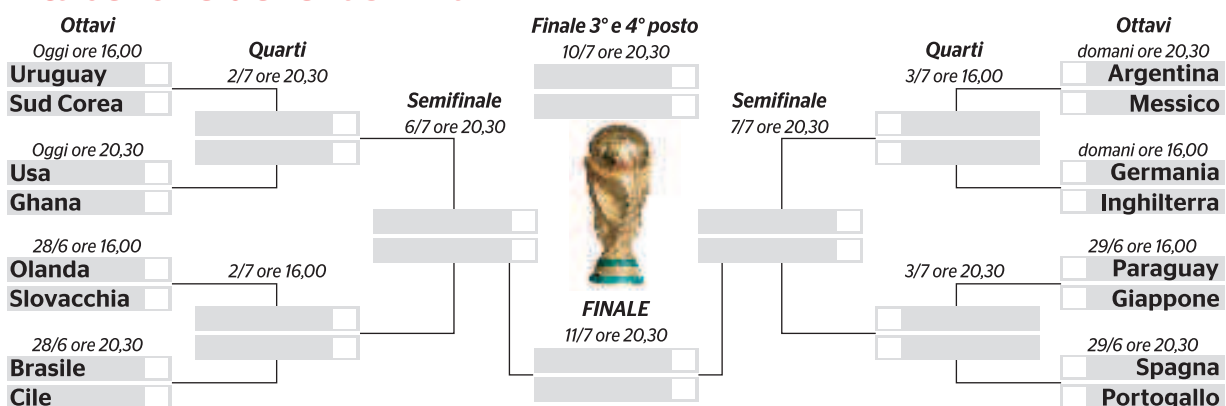 Ottavi
Oggi ore 16,00
Uruguay
Sud Corea
Oggi ore 20,30
Usa
Ghana
28/6 ore 16,00
Olanda
Slovacchia
28/6 ore 20,30
Brasile
Cile
Quarti
2/7 ore 20,30
2/7 ore 16,00
Semifinale
6/7 ore 20,30
Finale 3° e 4° posto
10/7 ore 20,30
FINALE
11/7 ore 20,30
Semifinale
7/7 ore 20,30
Quarti
3/7 ore 16,00
3/7 ore 20,30
Ottavi
domani ore 20,30
Argentina
Messico
domani ore 16,00
Germania
Inghilterra
29/6 ore 16,00
Paraguay
Giappone
29/6 ore 20,30
Spagna
Portogallo